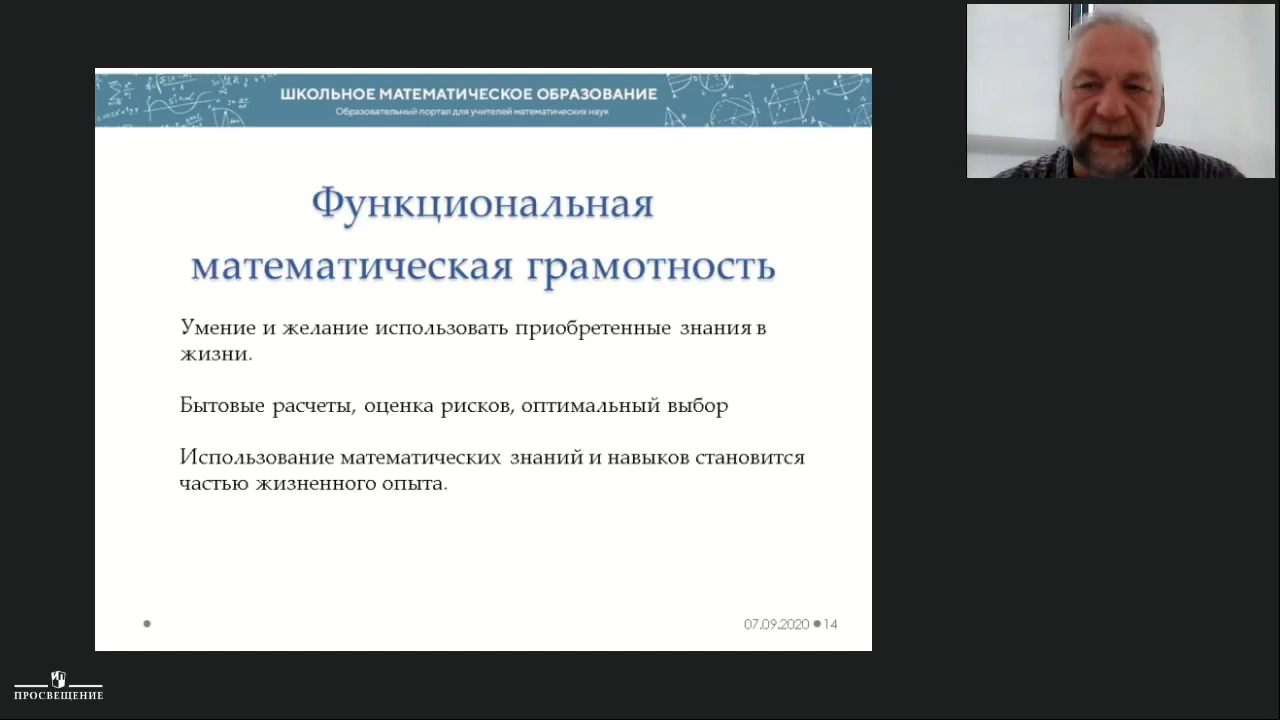 ШКОЛЬНОЕ МАТЕМАТИЧЕСКОЕ ОБРАЗОВАНИЕ
Образовательный портал для учителей математических наук
Функциональная
математическая грамотность
Умение и желание использовать приобретенные знания в
жизни.
Бытовые расчеты, оценка рисков, оптимальный выбор
Использование математических знаний и навыков становится
частью жизненного опыта.
07.09.2020 14
ПРОСВЕЩЕНИЕ